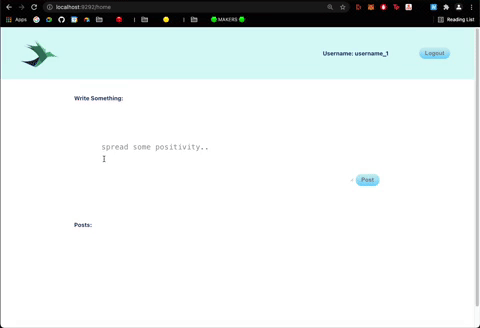 localhost:9292/home
Apps
MAKERS
Reading List
Username: username_1
Logout
Write Something:
spread some positivity..
Post
Posts: